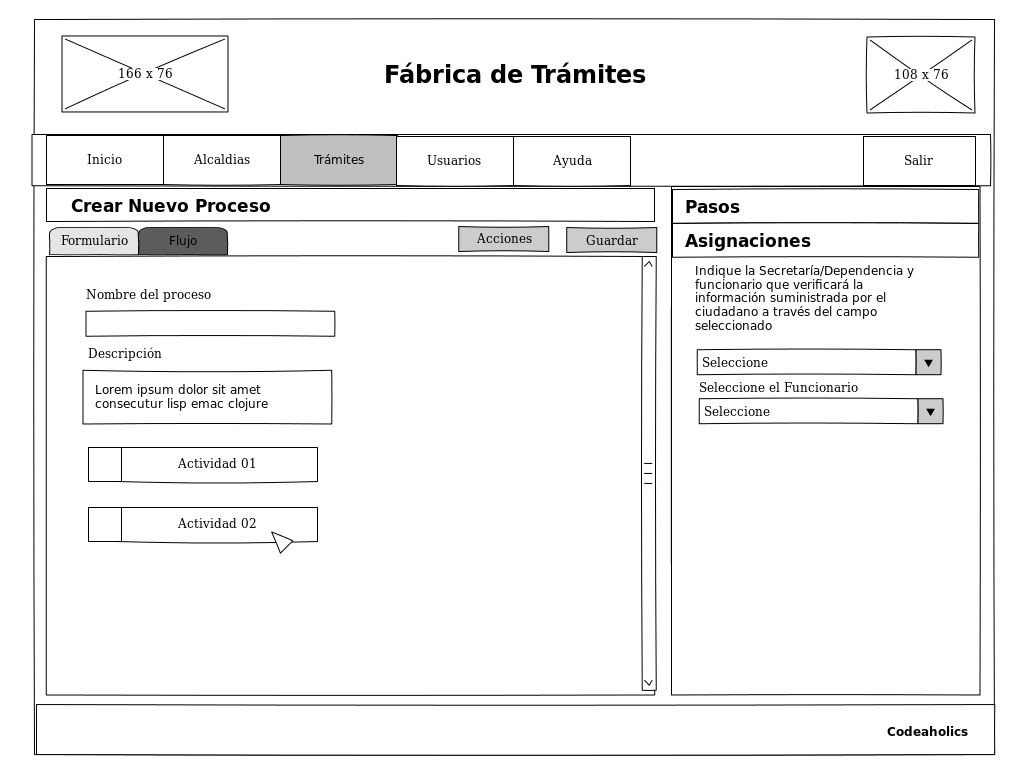 166 x 76
Fábrica de Trámites
108 x 76
Inicio
Alcaldias
Trámites
Usuarios
Ayuda
Salir
Crear Nuevo Proceso
Formulario
Flujo
Acciones
Guardar
Nombre del proceso
Descripción
Lorem ipsum dolor sit amet
consecutur lisp emac clojure
Actividad 01
Actividad 02
Pasos
Asignaciones
Indique la Secretaría/Dependencia y
funcionario que verificará la
información suministrada por el
ciudadano a través del campo
seleccionado
Seleccione
Seleccione el Funcionario
Seleccione
Codeaholics